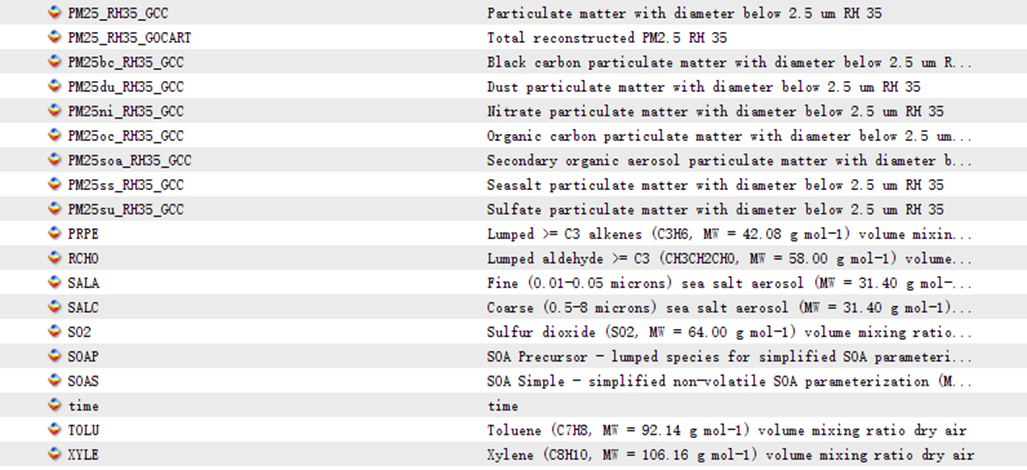 PM25_RH35_GCC Particulate matter with diameter below 2.5 um RH 35
PM25_RH35_GOCART Total reconstructed PM2.5 RH 35
PM25bc_RH35_GCC Black carbon particulate matter with diameter below 2.5 um R...
PM25du_RH35_GCC Dust particulate matter with diameter below 2.5 um RH 35
PM25ni_RH35_GCC Nitrate particulate matter with diameter below 2.5 um RH 35
PM25oc_RH35_GCC Organic carbon particulate matter with diameter below 2.5 um...
PM25soa_RH35_GCC Secondary organic aerosol particulate matter with diameter b...
PM25ss_RH35_GCC Seasalt particulate matter with diameter below 2.5 um RH 35
PM25su_RH35_GCC Sulfate particulate matter with diameter below 2.5 um RH 35
PRPE Lumped >= C3 alkenes (C3H6, MW = 42.08 g mol-1) volume mixin...
RCHO Lumped aldehyde >= C3 (CH3CH2CHO, MW = 58.00 g mol-1) volume...
SALA Fine (0.01-0.05 microns) sea salt aerosol (MW = 31.40 g mol-...
SALC Coarse (0.5-8 microns) sea salt aerosol (MW = 31.40 g mol-1)...
SO2 Sulfur dioxide (SO2, MW = 64.00 g mol-1) volume mixing ratio...
SOAP SOA Precursor - lumped species for simplified SOA parameteri...
SOAS SOA Simple - simplified non-volatile SOA parameterization (M...
time time
TOLU Toluene (C7H8, MW = 92.14 g mol-1) volume mixing ratio dry air
XYLE Xylene (C8H10, MW = 106.16 g mol-1) volume mixing ratio dry air